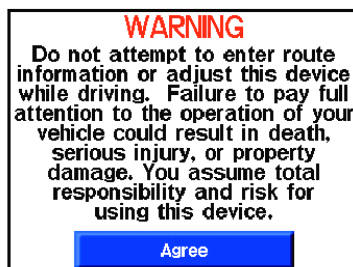 WARNING
Do not attempt to enter route
information or adjust this device
while driving. Failure to pay full
attention to the operation of your
vehicle could result in death,
serious injury, or property
damage. You assume total
responsibility and risk for
using this device.
Agree